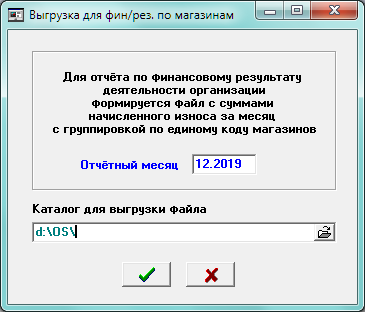 Выгрузка для фин/рез. по магазинам
Для отчёта по финансовому результату
деятельности организации
формируется файл с суммами
начисленного износа за месяц
с группировкой по единому коду магазинов
Отчётный месяц 12.2019
Каталог для выгрузки файла
d:\OS\